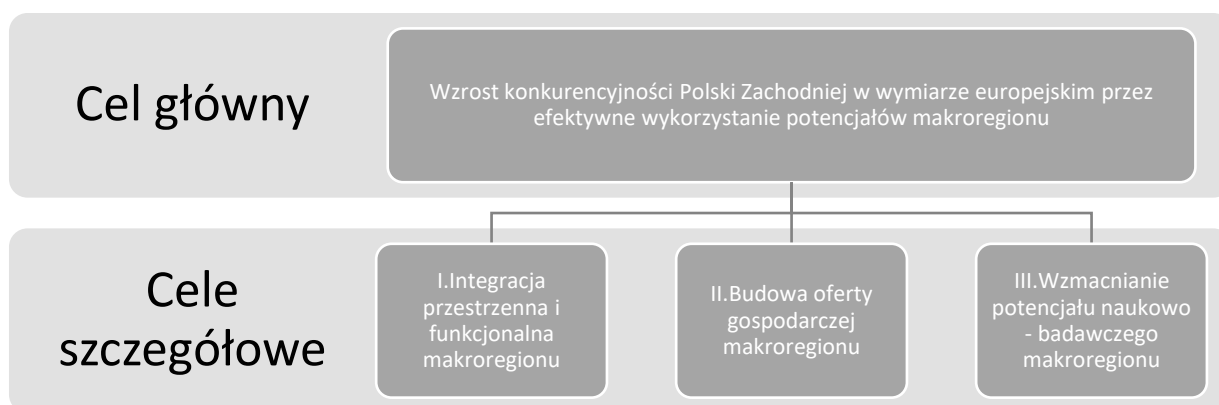 Cel główny
Wzrost konkurencyjności Polski Zachodniej w wymiarze europejskim przez
efektywne wykorzystanie potencjałów makroregionu
Cele
szczegółowe
I.Integracja
przestrzenna i
funkcjonalna
makroregionu
II.Budowa oferty
gospodarczej
makroregionu
III.Wzmacnianie
potencjału naukowo
- badawczego
makroregionu